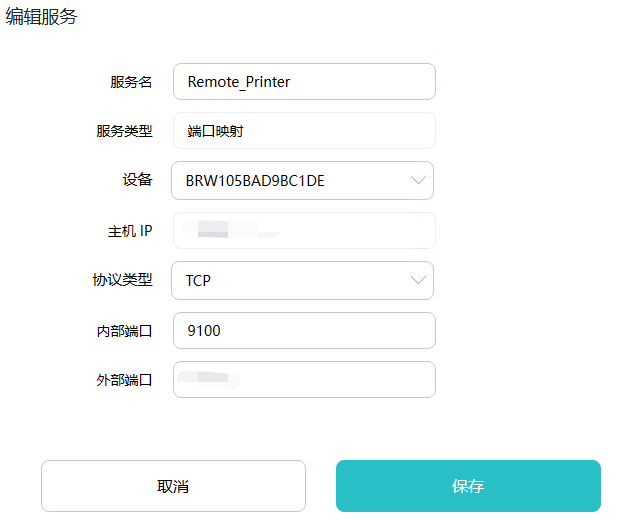 编辑服务
服务名 Remote_Printer
服务类型 端口映射
设备 BRW105BAD9BC1DE
主机 IP
协议类型 TCP
内部端口 9100
外部端口
取消 保存